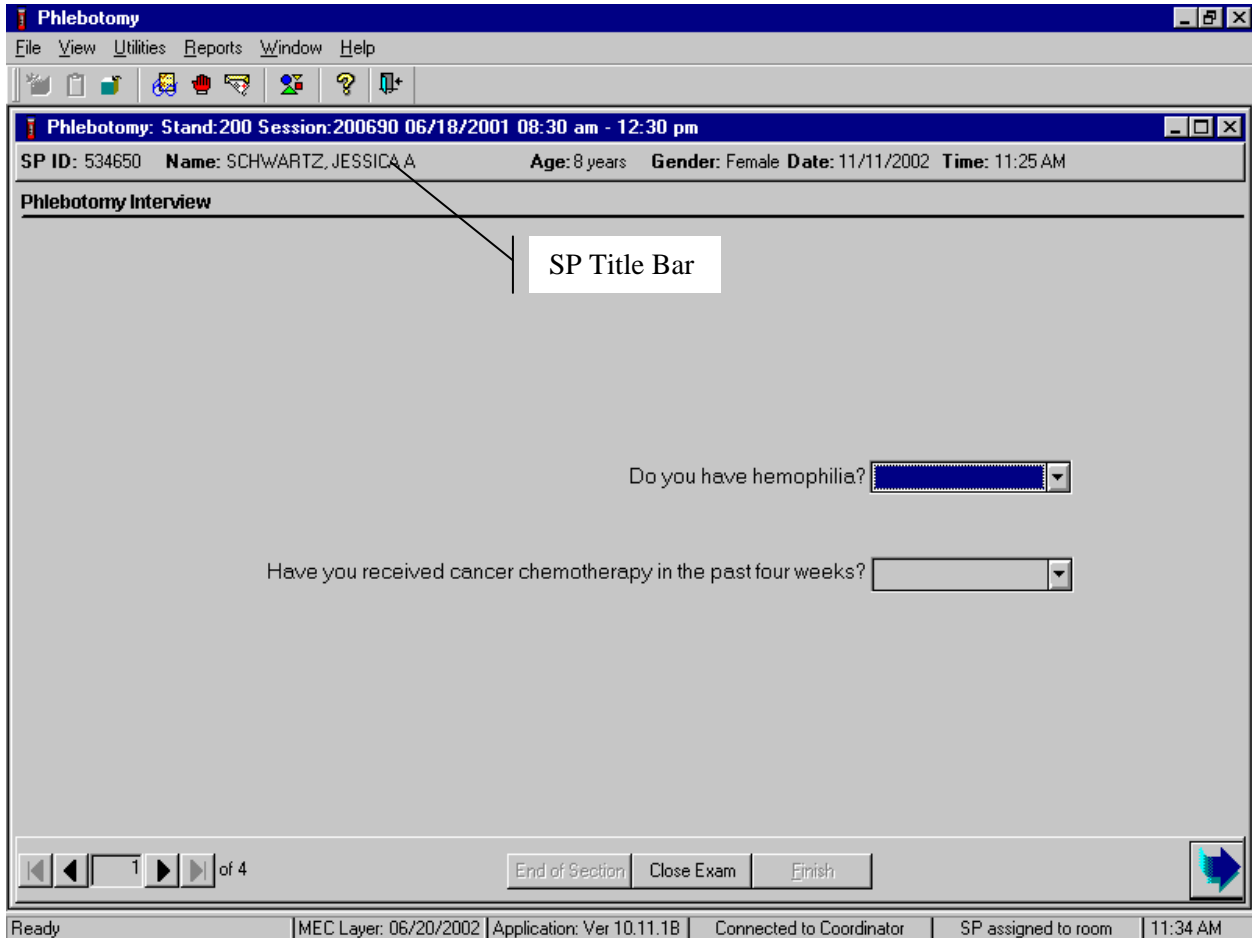 Phlebotomy
File View Utilities Reports Window Help
Phlebotomy: Stand:200 Session:200690 06/18/2001 08:30 am - 12:30 pm
SP ID: 534650 Name: SCHWARTZ, JESSICA A Age: 8 years Gender: Female Date: 11/11/2002 Time: 11:25 AM
Phlebotomy Interview
SP Title Bar
Do you have hemophilia?
Have you received cancer chemotherapy in the past four weeks?
1 of 4 End of Section Close Exam Finish
Ready MEC Layer: 06/20/2002 Application: Ver 10.11.1B Connected to Coordinator SP assigned to room 11:34 AM